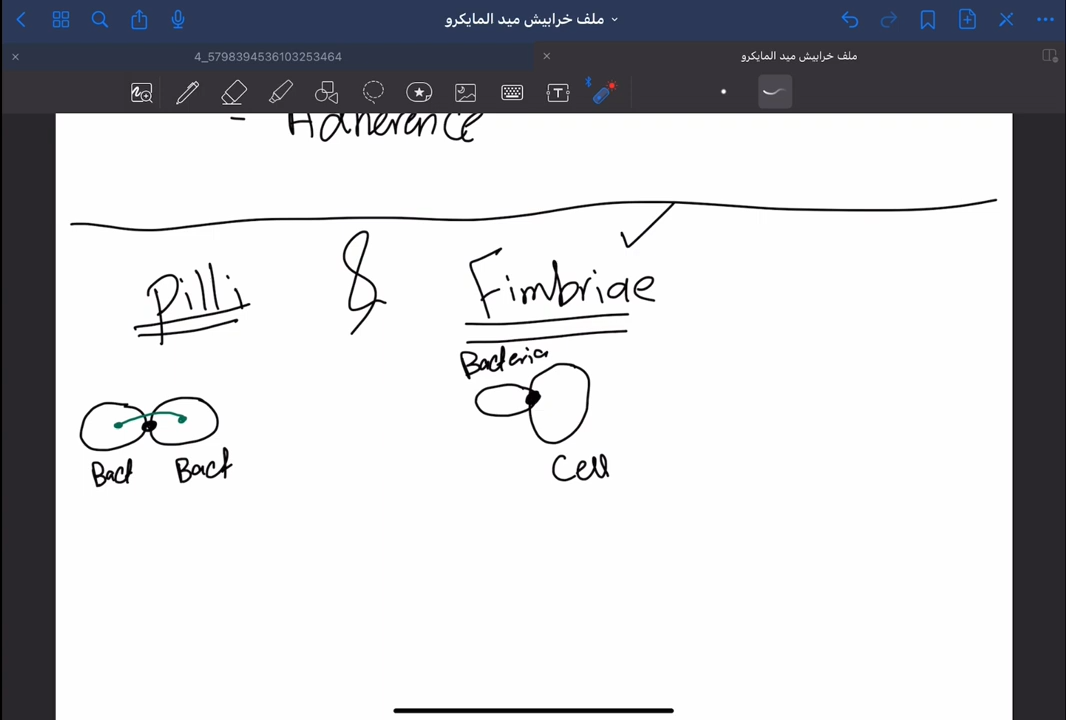 ملف خرابيش ميد المايكرو
4_5798394536103253464
ملف خرابيش ميد المايكرو
- Adherence
Pilli & Fimbriae
Bacteria
Bact Bact
Cell